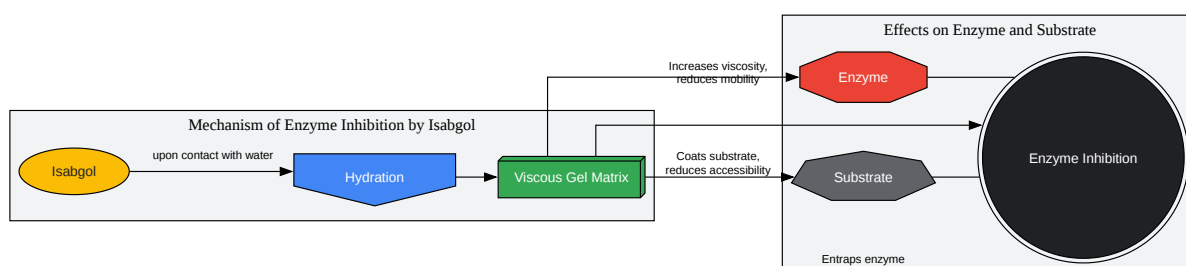 Effects on Enzyme and Substrate
Increases viscosity,
reduces mobility
Enzyme
Mechanism of Enzyme Inhibition by Isabgol
Isabgol
upon contact with water
Hydration
Viscous Gel Matrix
Coats substrate,
reduces accessibility
Substrate
Enzyme Inhibition
Entraps enzyme